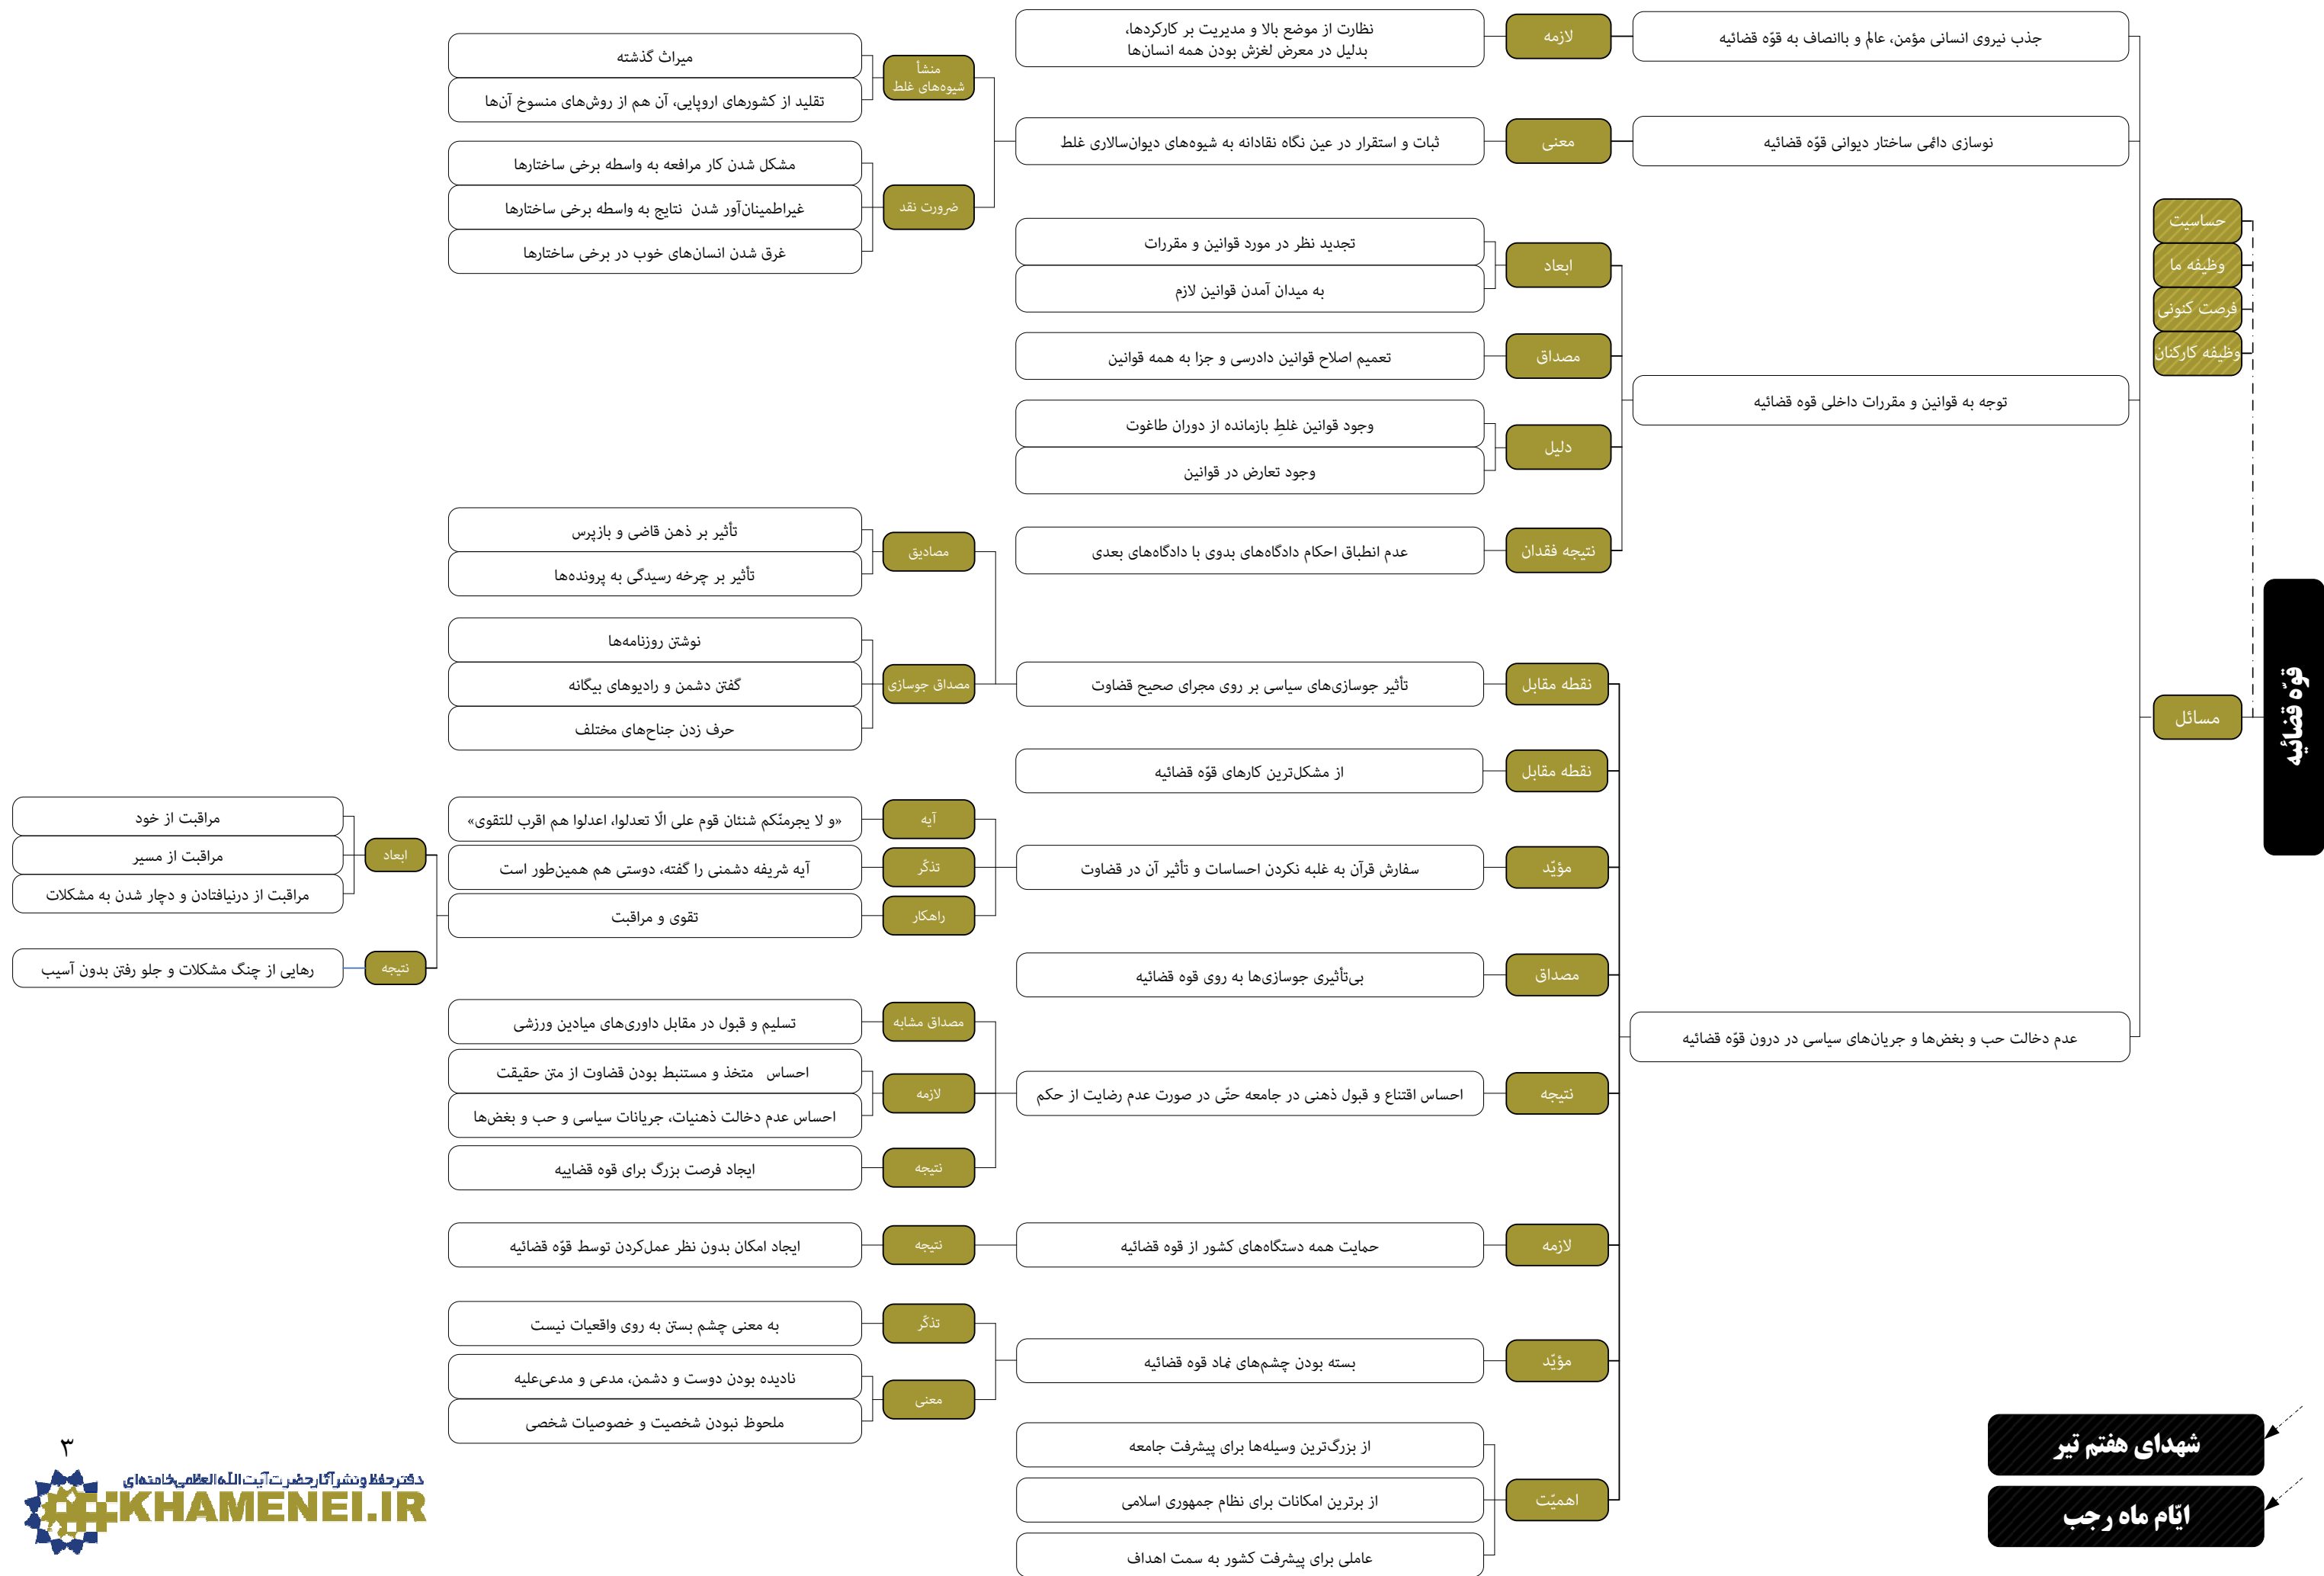 قوّه قضائیه
حساسیت
وظیفه ما
فرصت کنونی
وظیفه کارکنان
مسائل
جذب نیروی انسانی مؤمن، عالم و باانصاف به قوّه قضائیه
لازمه
نظارت از موضع بالا و مدیریت بر کارکردها،
بدلیل در معرض لغزش بودن همه انسان‌ها
نوسازی دائمی ساختار دیوانی قوّه قضائیه
معنی
ثبات و استقرار در عین نگاه نقادانه به شیوه‌های دیوان‌سالاری غلط
منشأ
شیوه‌های غلط
میراث گذشته
تقلید از کشورهای اروپایی، آن هم از روش‌های منسوخ آن‌ها
ضرورت نقد
مشکل شدن کار مرافعه به واسطه برخی ساختارها
غیراطمینان‌آور شدن نتایج به واسطه برخی ساختارها
غرق شدن انسان‌های خوب در برخی ساختارها
توجه به قوانین و مقررات داخلی قوه قضائیه
ابعاد
تجدید نظر در مورد قوانین و مقررات
به میدان آمدن قوانین لازم
مصداق
تعمیم اصلاح قوانین دادرسی و جزا به همه قوانین
دلیل
وجود قوانین غلطِ بازمانده از دوران طاغوت
وجود تعارض در قوانین
نتیجه فقدان
عدم انطباق احکام دادگاه‌های بدوی با دادگاه‌های بعدی
عدم دخالت حب و بغض‌ها و جریان‌های سیاسی در درون قوّه قضائیه
نقطه مقابل
تأثیر جوسازی‌های سیاسی بر روی مجرای صحیح قضاوت
مصادیق
تأثیر بر ذهن قاضی و بازپرس
تأثیر بر چرخه رسیدگی به پرونده‌ها
مصداق جوسازی
نوشتن روزنامه‌ها
گفتن دشمن و رادیوهای بیگانه
حرف زدن جناح‌های مختلف
نقطه مقابل
از مشکل‌ترین کارهای قوّه قضائیه
مؤیّد
سفارش قرآن به غلبه نکردن احساسات و تأثیر آن در قضاوت
آیه
«و لا یجرمنّکم شنئان قوم علی الّا تعدلوا، اعدلوا هم اقرب للتقوی»
تذکّر
آیه شریفه دشمنی را گفته، دوستی هم همین‌طور است
راهکار
تقوی و مراقبت
ابعاد
مراقبت از خود
مراقبت از مسیر
مراقبت از درنیافتادن و دچار شدن به مشکلات
نتیجه
رهایی از چنگ مشکلات و جلو رفتن بدون آسیب
مصداق
بی‌تأثیری جوسازی‌ها به روی قوه قضائیه
نتیجه
احساس اقتناع و قبول ذهنی در جامعه حتّی در صورت عدم رضایت از حکم
مصداق مشابه
تسلیم و قبول در مقابل داوری‌های میادین ورزشی
لازمه
احساس متخذ و مستنبط بودن قضاوت از متن حقیقت
احساس عدم دخالت ذهنیات، جریانات سیاسی و حب و بغض‌ها
نتیجه
ایجاد فرصت بزرگ برای قوه قضاییه
لازمه
حمایت همه دستگاه‌های کشور از قوه قضائیه
نتیجه
ایجاد امکان بدون نظر عمل‌کردن توسط قوّه قضائیه
مؤیّد
بسته بودن چشم‌های نماد قوه قضائیه
تذکّر
به معنی چشم بستن به روی واقعیات نیست
معنی
نادیده بودن دوست و دشمن، مدعی و مدعی‌علیه
ملحوظ نبودن شخصیت و خصوصیات شخصی
اهمیّت
از بزرگ‌ترین وسیله‌ها برای پیشرفت جامعه
از برترین امکانات برای نظام جمهوری اسلامی
عاملی برای پیشرفت کشور به سمت اهداف
شهدای هفتم تیر
ایّام ماه رجب
۳
دفتر حفظ و نشر آثار حضرت آیت الله العظمی خامنه‌ای
KHAMENEI.IR